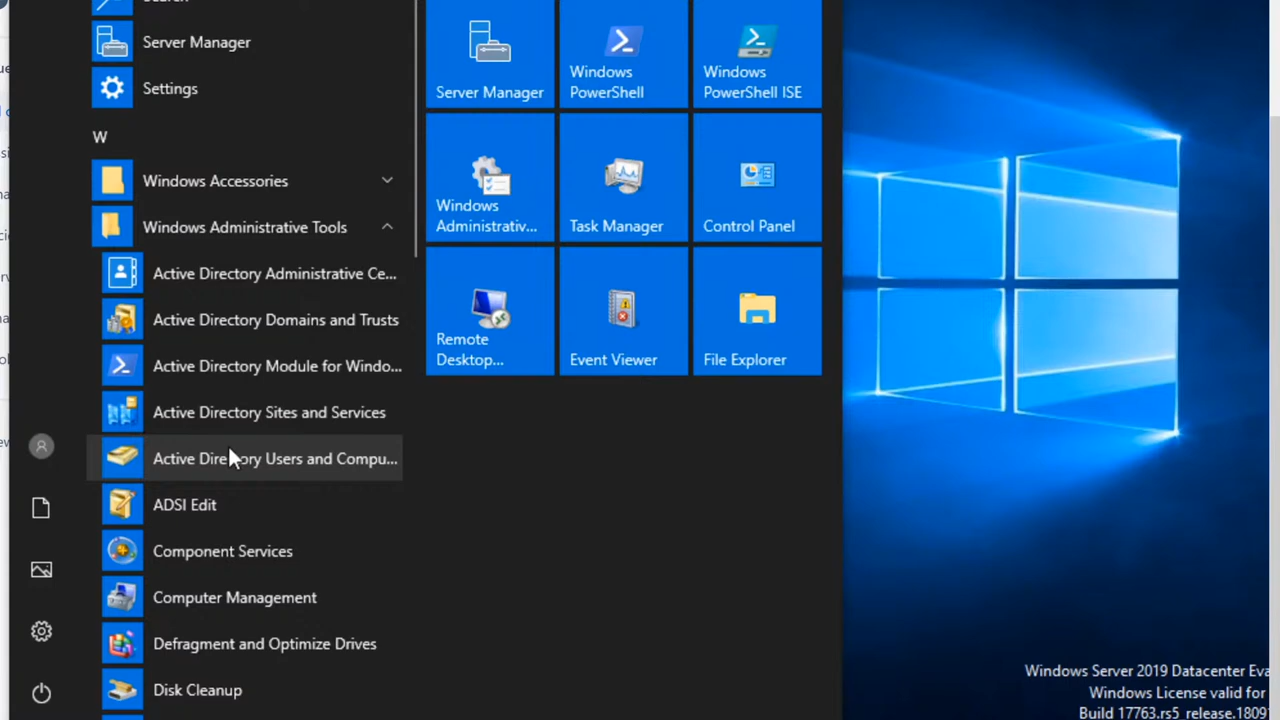 Server Manager
Settings
W
Windows Accessories
Windows Administrative Tools
Active Directory Administrative Ce...
Active Directory Domains and Trusts
Active Directory Module for Windo...
Active Directory Sites and Services
Active Directory Users and Compu...
ADSI Edit
Component Services
Computer Management
Defragment and Optimize Drives
Disk Cleanup
Server Manager
Windows
PowerShell
Windows
PowerShell ISE
Windows
Administrativ...
Task Manager
Control Panel
Remote
Desktop...
Event Viewer
File Explorer
Windows Server 2019 Datacenter Eva
Windows License valid for
Build 17763.rs5_release.1809